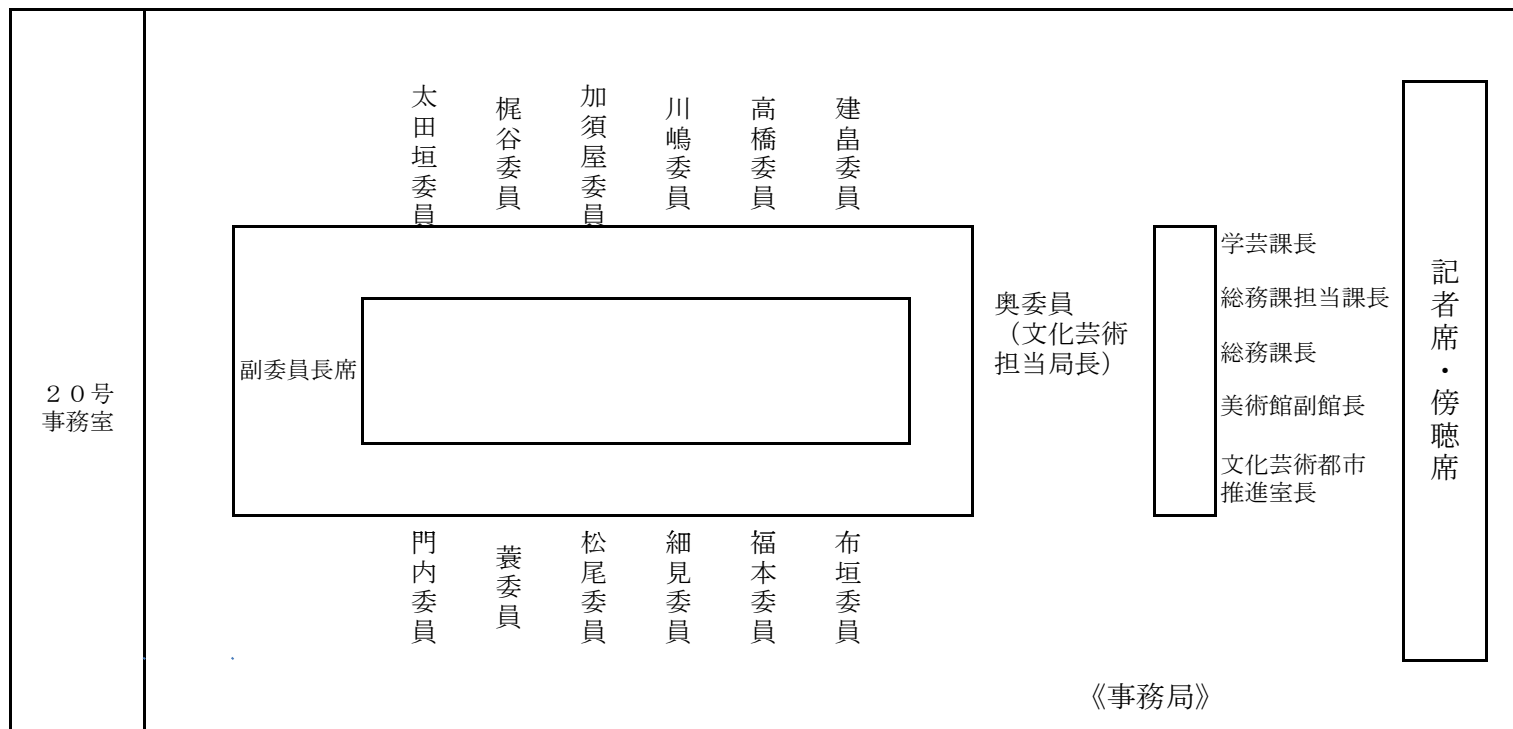 ２０号
事務室
太田垣委員
梶谷委員
加須屋委員
川嶋委員
高橋委員
建畠委員
副委員長席
奥委員
（文化芸術
担当局長）
学芸課長
総務課担当課長
総務課長
美術館副館長
文化芸術都市
推進室長
記者席・傍聴席
門内委員
蓑委員
松尾委員
細見委員
福本委員
布垣委員
《事務局》